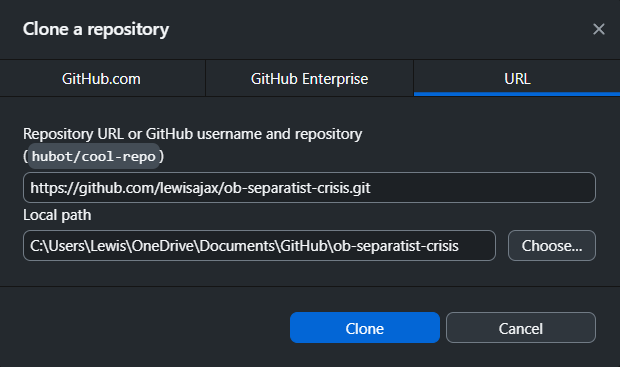 Clone a repository
GitHub.com
GitHub Enterprise
URL
Repository URL or GitHub username and repository
(hubot/cool-repo)
https://github.com/lewisajax/ob-separatist-crisis.git
Local path
C:\Users\Lewis\OneDrive\Documents\GitHub\ob-separatist-crisis
Choose...
Clone
Cancel